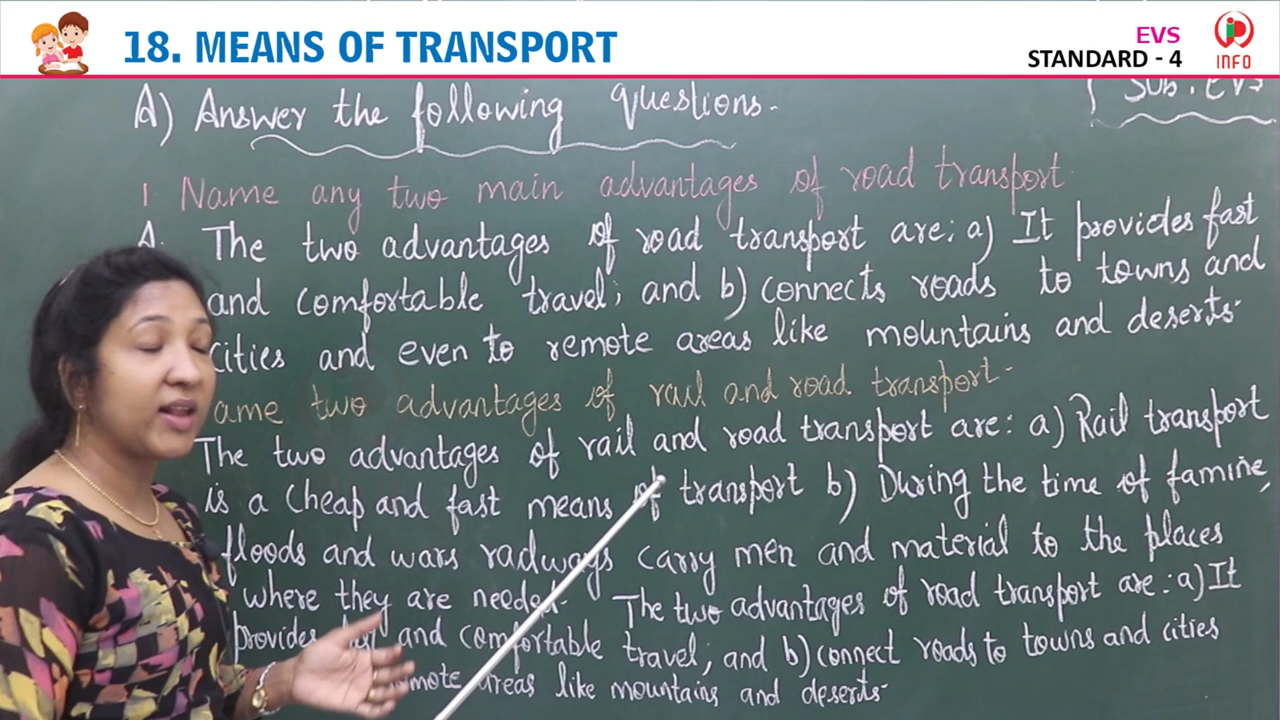 18. MEANS OF TRANSPORT
EVS
STANDARD - 4
INFO
Sub. EVS
A) Answer the following questions.
1. Name any two main advantages of road transport
A. The two advantages of road transport are: a) It provides fast
and comfortable travel; and b) connects roads to towns and
cities and even to remote areas like mountains and deserts.
ame two advantages of rail and road transport.
The two advantages of rail and road transport are: a) Rail transport
is a cheap and fast means of transport b) During the time of famine,
floods and wars railways carry men and material to the places
where they are needed. The two advantages of road transport are: a) It
provides and comfortable travel; and b) connect roads to towns and cities
mote areas like mountains and deserts.